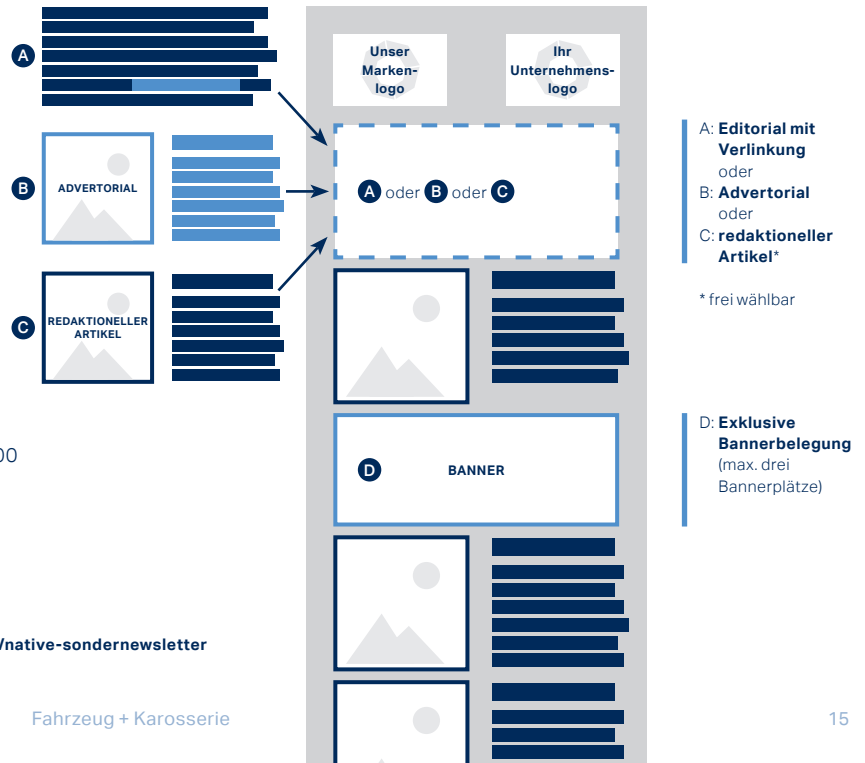 A
B
ADVERTORIAL
C
REDAKTIONELLER
ARTIKEL
Unser
Marken-
logo
Ihr
Unternehmens-
logo
A oder B oder C
D BANNER
A: Editorial mit
Verlinkung
oder
B: Advertorial
oder
C: redaktioneller
Artikel*
* frei wählbar
D: Exklusive
Bannerbelegung
(max. drei
Bannerplätze)
00
/native-sondernewsletter
Fahrzeug + Karosserie
15